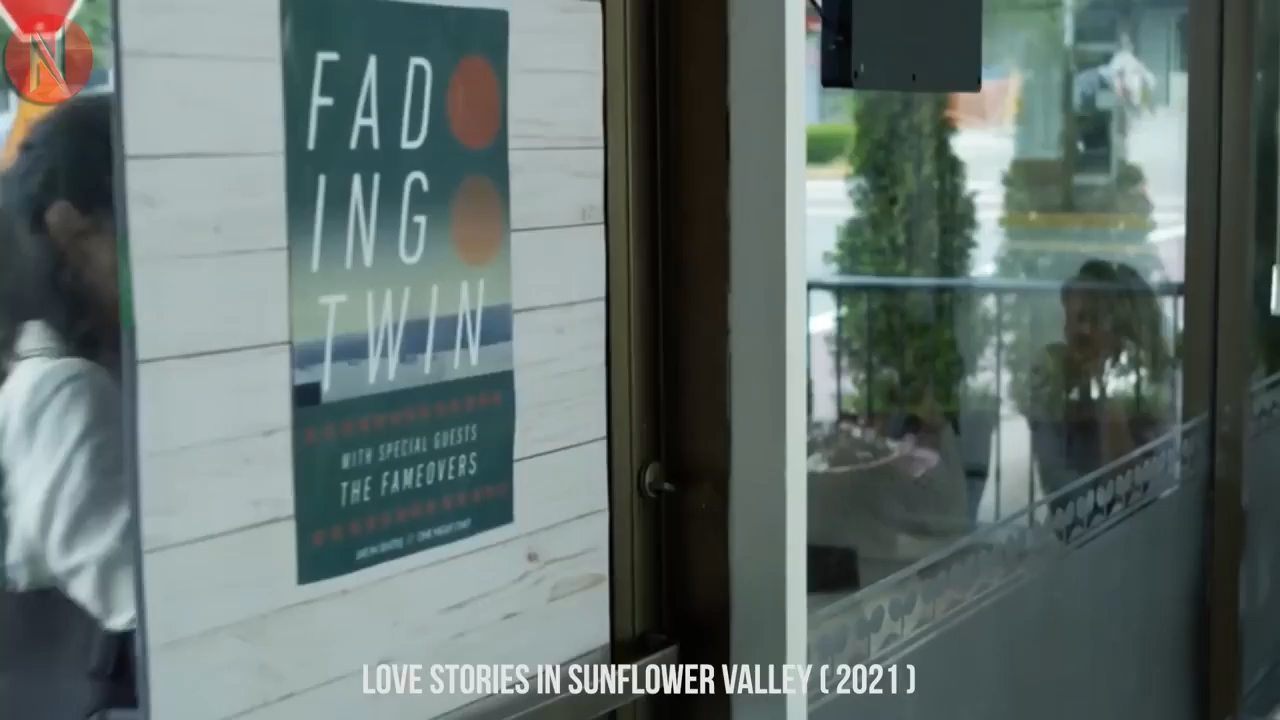 N
FAD
ING
TWIN
WITH SPECIAL GUESTS
THE FAMEOVERS
LOVE STORIES IN SUNFLOWER VALLEY ( 2021 )